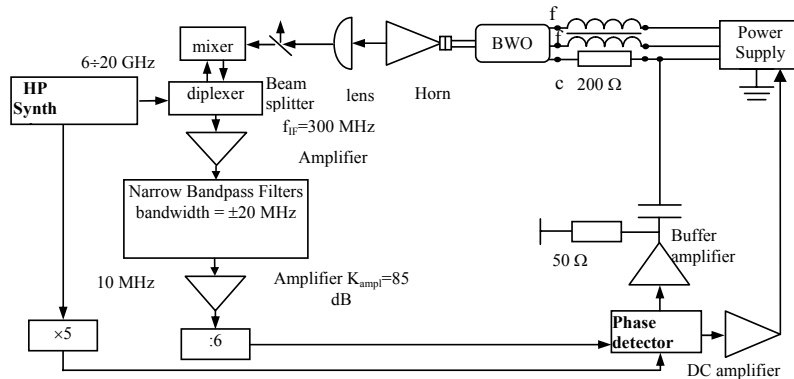 f
f
c
Power
Supply
BWO
200 Ω
mixer
6÷20 GHz
HP
Synth
diplexer
Beam
splitter
lens
Horn
f_IF=300 MHz
Amplifier
Narrow Bandpass Filters
bandwidth = ±20 MHz
50 Ω
Buffer
amplifier
10 MHz
Amplifier K_ampl=85
dB
×5
:6
Phase
detector
DC amplifier